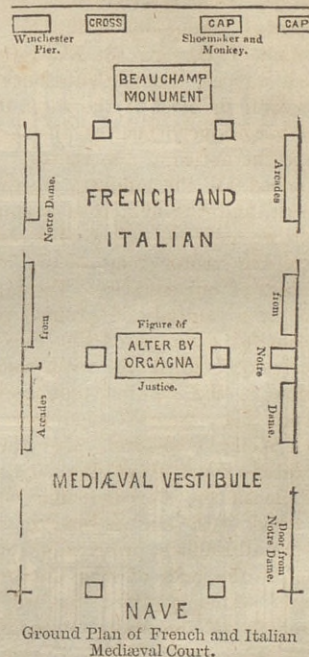 CROSS
CAP
CAP
Winchester
Pier.
Shoemaker and
Monkey.
BEAUCHAMP
MONUMENT
Notre Dame.
Arcades
FRENCH AND
ITALIAN
from
from
Figure of
ALTER BY
ORGAGNA
Justice.
Notre
Arcades
Dame.
MEDIÆVAL VESTIBULE
Door from
Notre Dame.
NAVE
Ground Plan of French and Italian
Mediæval Court.